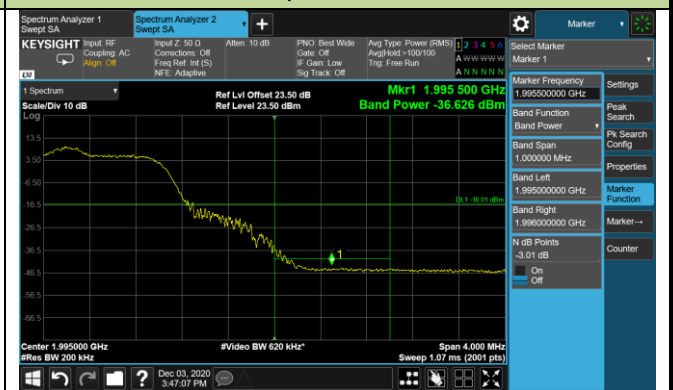 Spectrum Analyzer 1
Swept SA
Spectrum Analyzer 2
Swept SA
Marker
KEYSIGHT
Input: RF
Coupling: AC
Align: Off
Input Z: 50 Ω
Corrections: Off
Freq Ref: Int (S)
NFE: Adaptive
Atten: 10 dB
PNO: Best Wide
Gate: Off
IF Gain: Low
Sig Track: Off
Avg Type: Power (RMS)
Avg|Hold:>100/100
Trig: Free Run
1 2 3 4 5 6
A W W W W W
A N N N N N
LXI
Select Marker
Marker 1
1 Spectrum
Scale/Div 10 dB
Log
Ref Lvl Offset 23.50 dB
Ref Level 23.50 dBm
Mkr1 1.995 500 GHz
Band Power -36.626 dBm
13.5
3.50
-6.50
-16.5
-26.5
-36.5
-46.5
-56.5
-66.5
DL1 -16.01 dBm
1
Center 1.995000 GHz
#Res BW 200 kHz
#Video BW 620 kHz*
Span 4.000 MHz
Sweep 1.07 ms (2001 pts)
Marker Frequency
1.995500000 GHz
Band Function
Band Power
Band Span
1.000000 MHz
Band Left
1.995000000 GHz
Band Right
1.996000000 GHz
N dB Points
-3.01 dB
On
Off
Settings
Peak
Search
Pk Search
Config
Properties
Marker
Function
Marker→
Counter
?
Dec 03, 2020
3:47:07 PM